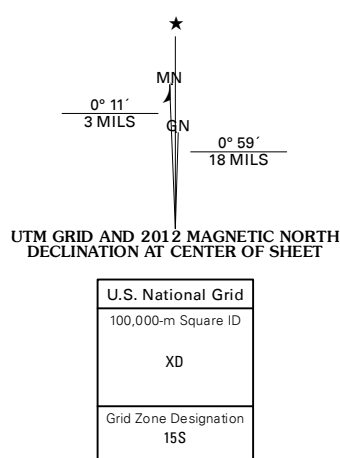 ★
MN
0° 11´
3 MILS
GN
0° 59´
18 MILS
UTM GRID AND 2012 MAGNETIC NORTH
DECLINATION AT CENTER OF SHEET
U.S. National Grid
100,000-m Square ID
XD
Grid Zone Designation
15S